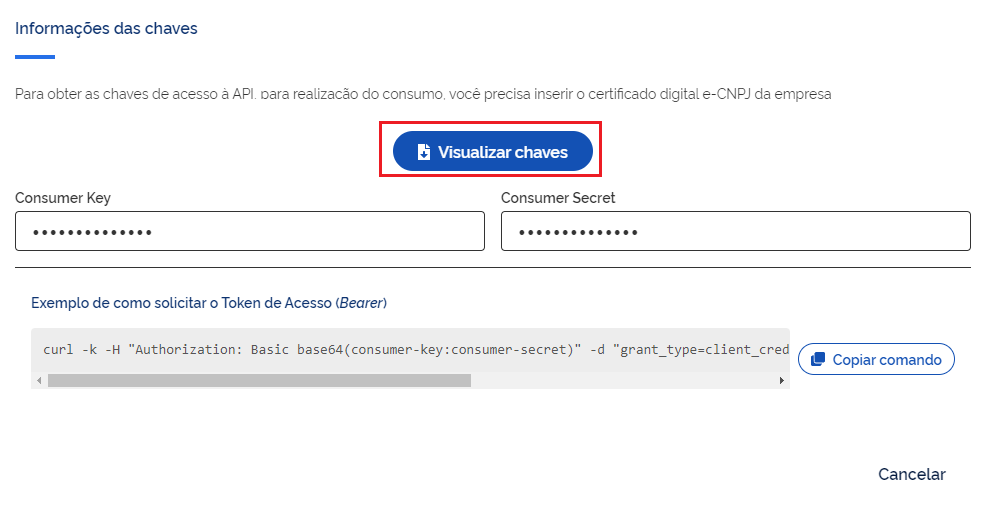 Informações das chaves
Para obter as chaves de acesso à API, para realização do consumo, você precisa inserir o certificado digital e-CNPJ da empresa
Visualizar chaves
Consumer Key
Consumer Secret
••••••••••••••
••••••••••••••
Exemplo de como solicitar o Token de Acesso (Bearer)
curl -k -H "Authorization: Basic base64(consumer-key:consumer-secret)" -d "grant_type=client_cred
Copiar comando
Cancelar